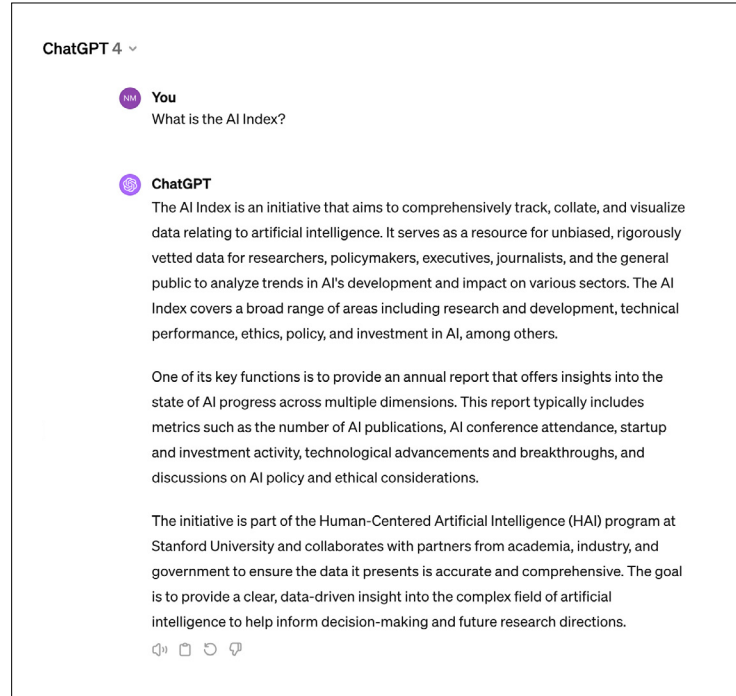 ChatGPT 4
NM
You
What is the AI Index?
ChatGPT
The AI Index is an initiative that aims to comprehensively track, collate, and visualize
data relating to artificial intelligence. It serves as a resource for unbiased, rigorously
vetted data for researchers, policymakers, executives, journalists, and the general
public to analyze trends in AI's development and impact on various sectors. The AI
Index covers a broad range of areas including research and development, technical
performance, ethics, policy, and investment in AI, among others.
One of its key functions is to provide an annual report that offers insights into the
state of AI progress across multiple dimensions. This report typically includes
metrics such as the number of AI publications, AI conference attendance, startup
and investment activity, technological advancements and breakthroughs, and
discussions on AI policy and ethical considerations.
The initiative is part of the Human-Centered Artificial Intelligence (HAI) program at
Stanford University and collaborates with partners from academia, industry, and
government to ensure the data it presents is accurate and comprehensive. The goal
is to provide a clear, data-driven insight into the complex field of artificial
intelligence to help inform decision-making and future research directions.